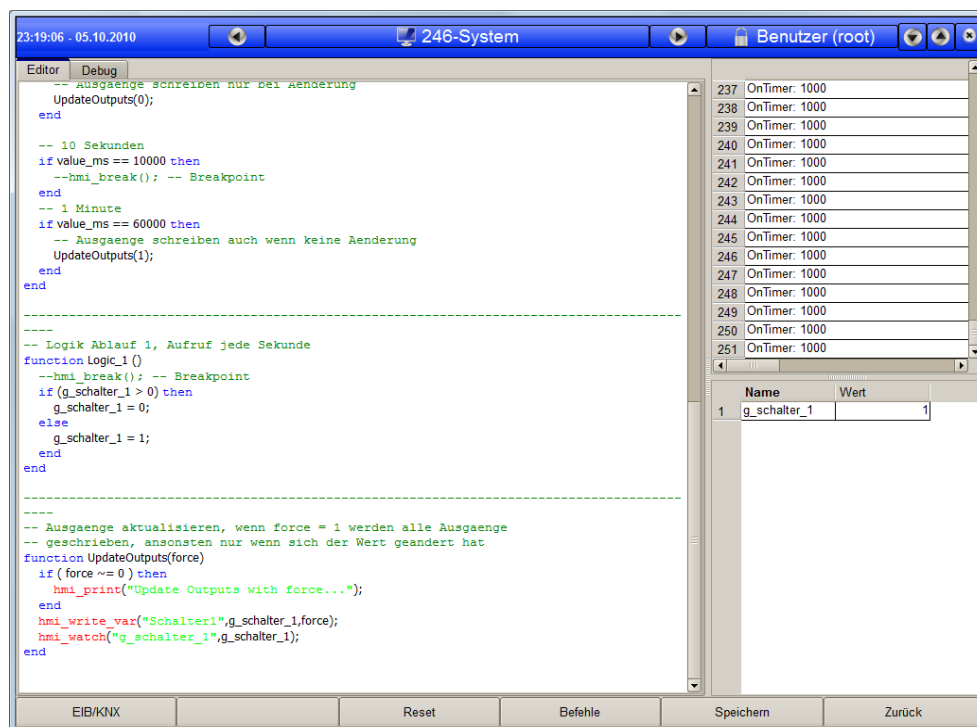 23:19:06 - 05.10.2010
246-System
Benutzer (root)
Editor
Debug
-- Ausgaenge schreiben nur bei Aenderung
UpdateOutputs(0);
end
-- 10 Sekunden
if value_ms == 10000 then
--hmi_break(); -- Breakpoint
end
-- 1 Minute
if value_ms == 60000 then
-- Ausgaenge schreiben auch wenn keine Aenderung
UpdateOutputs(1);
end
end
----------------------------------------------------------------------------------------
----
-- Logik Ablauf 1, Aufruf jede Sekunde
function Logic_1 ()
--hmi_break(); -- Breakpoint
if (g_schalter_1 > 0) then
g_schalter_1 = 0;
else
g_schalter_1 = 1;
end
end
----------------------------------------------------------------------------------------
----
-- Ausgaenge aktualisieren, wenn force = 1 werden alle Ausgaenge
-- geschrieben, ansonsten nur wenn sich der Wert geandert hat
function UpdateOutputs(force)
if ( force ~= 0 ) then
hmi_print("Update Outputs with force...");
end
hmi_write_var("Schalter1",g_schalter_1,force);
hmi_watch("g_schalter_1",g_schalter_1);
end
237 OnTimer: 1000
238 OnTimer: 1000
239 OnTimer: 1000
240 OnTimer: 1000
241 OnTimer: 1000
242 OnTimer: 1000
243 OnTimer: 1000
244 OnTimer: 1000
245 OnTimer: 1000
246 OnTimer: 1000
247 OnTimer: 1000
248 OnTimer: 1000
249 OnTimer: 1000
250 OnTimer: 1000
251 OnTimer: 1000
Name Wert
1 g_schalter_1 1
EIB/KNX
Reset
Befehle
Speichern
Zurück